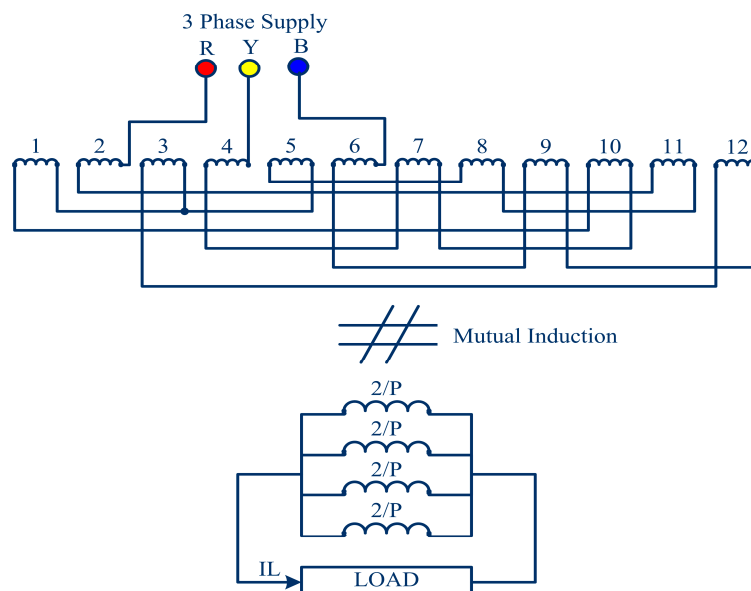 3 Phase Supply
R Y B
1 2 3 4 5 6 7 8 9 10 11 12
Mutual Induction
2/P
2/P
2/P
2/P
IL LOAD